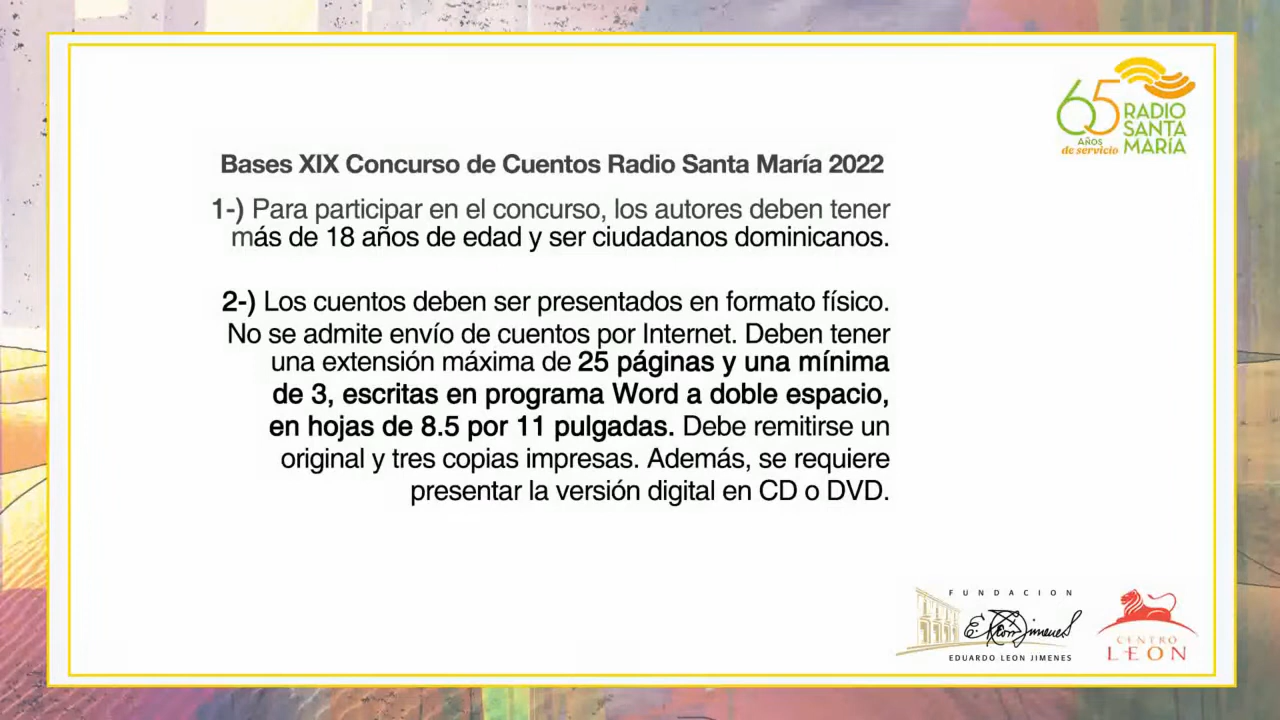 65 AÑOS de servicio
RADIO
SANTA
MARÍA
Bases XIX Concurso de Cuentos Radio Santa María 2022
1-) Para participar en el concurso, los autores deben tener
más de 18 años de edad y ser ciudadanos dominicanos.
2-) Los cuentos deben ser presentados en formato físico.
No se admite envío de cuentos por Internet. Deben tener
una extensión máxima de 25 páginas y una mínima
de 3, escritas en programa Word a doble espacio,
en hojas de 8.5 por 11 pulgadas. Debe remitirse un
original y tres copias impresas. Además, se requiere
presentar la versión digital en CD o DVD.
FUNDACION
E. León Jimenes
EDUARDO LEON JIMENES
CENTRO
LEÓN